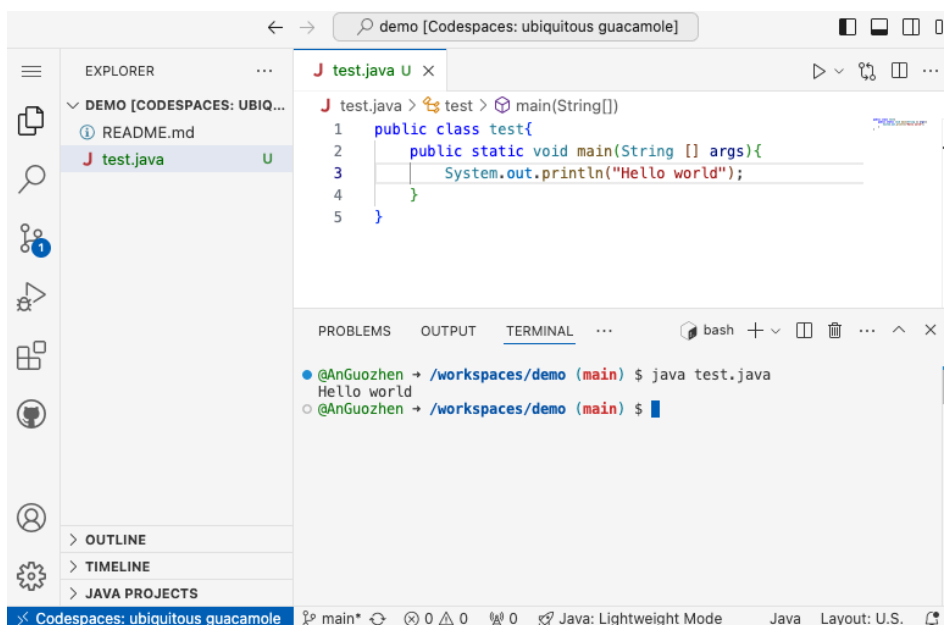 demo [Codespaces: ubiquitous guacamole]
EXPLORER
DEMO [CODESPACES: UBIQ...
README.md
test.java U
OUTLINE
TIMELINE
JAVA PROJECTS
test.java U
test.java > test > main(String[])
1 public class test{
2 public static void main(String [] args){
3 System.out.println("Hello world");
4 }
5 }
PROBLEMS OUTPUT TERMINAL ... bash
@AnGuozhen → /workspaces/demo (main) $ java test.java
Hello world
@AnGuozhen → /workspaces/demo (main) $
1
Codespaces: ubiquitous guacamole main* 0 0 0 Java: Lightweight Mode Java Layout: U.S.